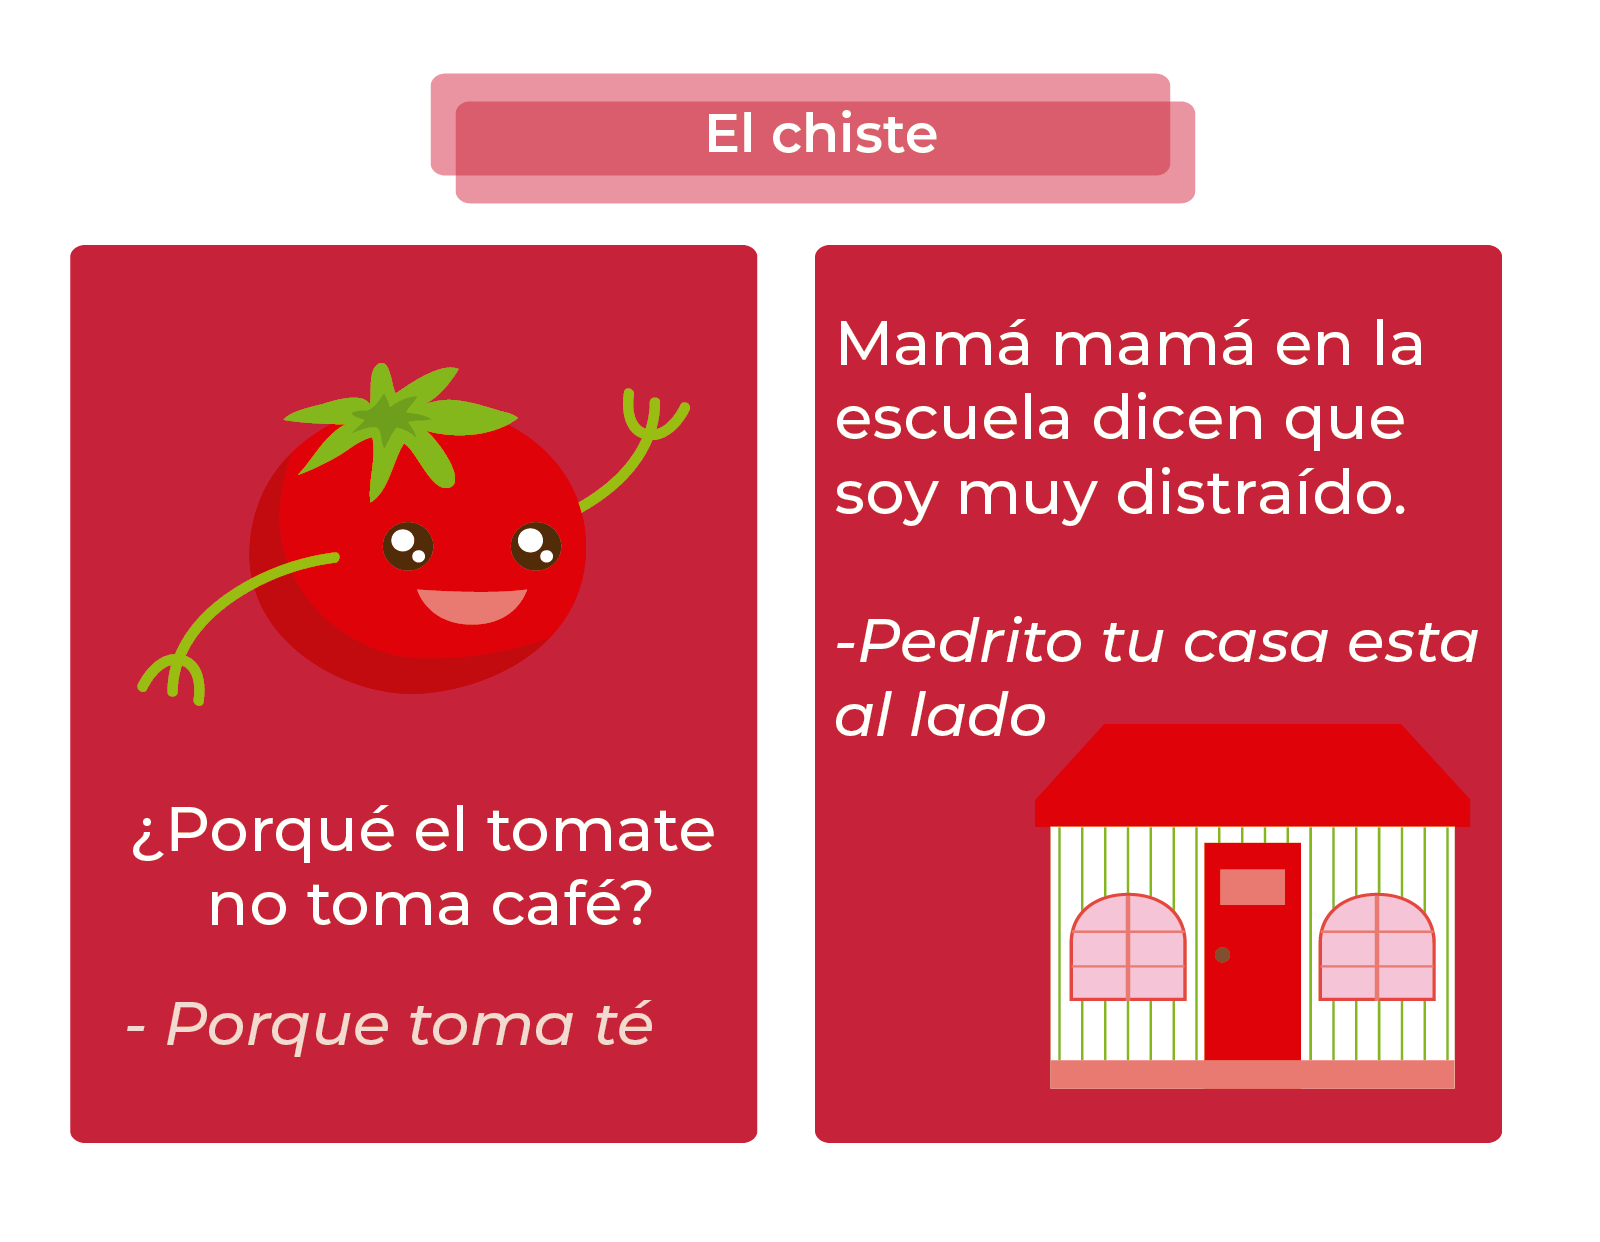 El chiste
¿Porqué el tomate
no toma café?
- Porque toma té
Mamá mamá en la
escuela dicen que
soy muy distraído.
-Pedrito tu casa esta
al lado